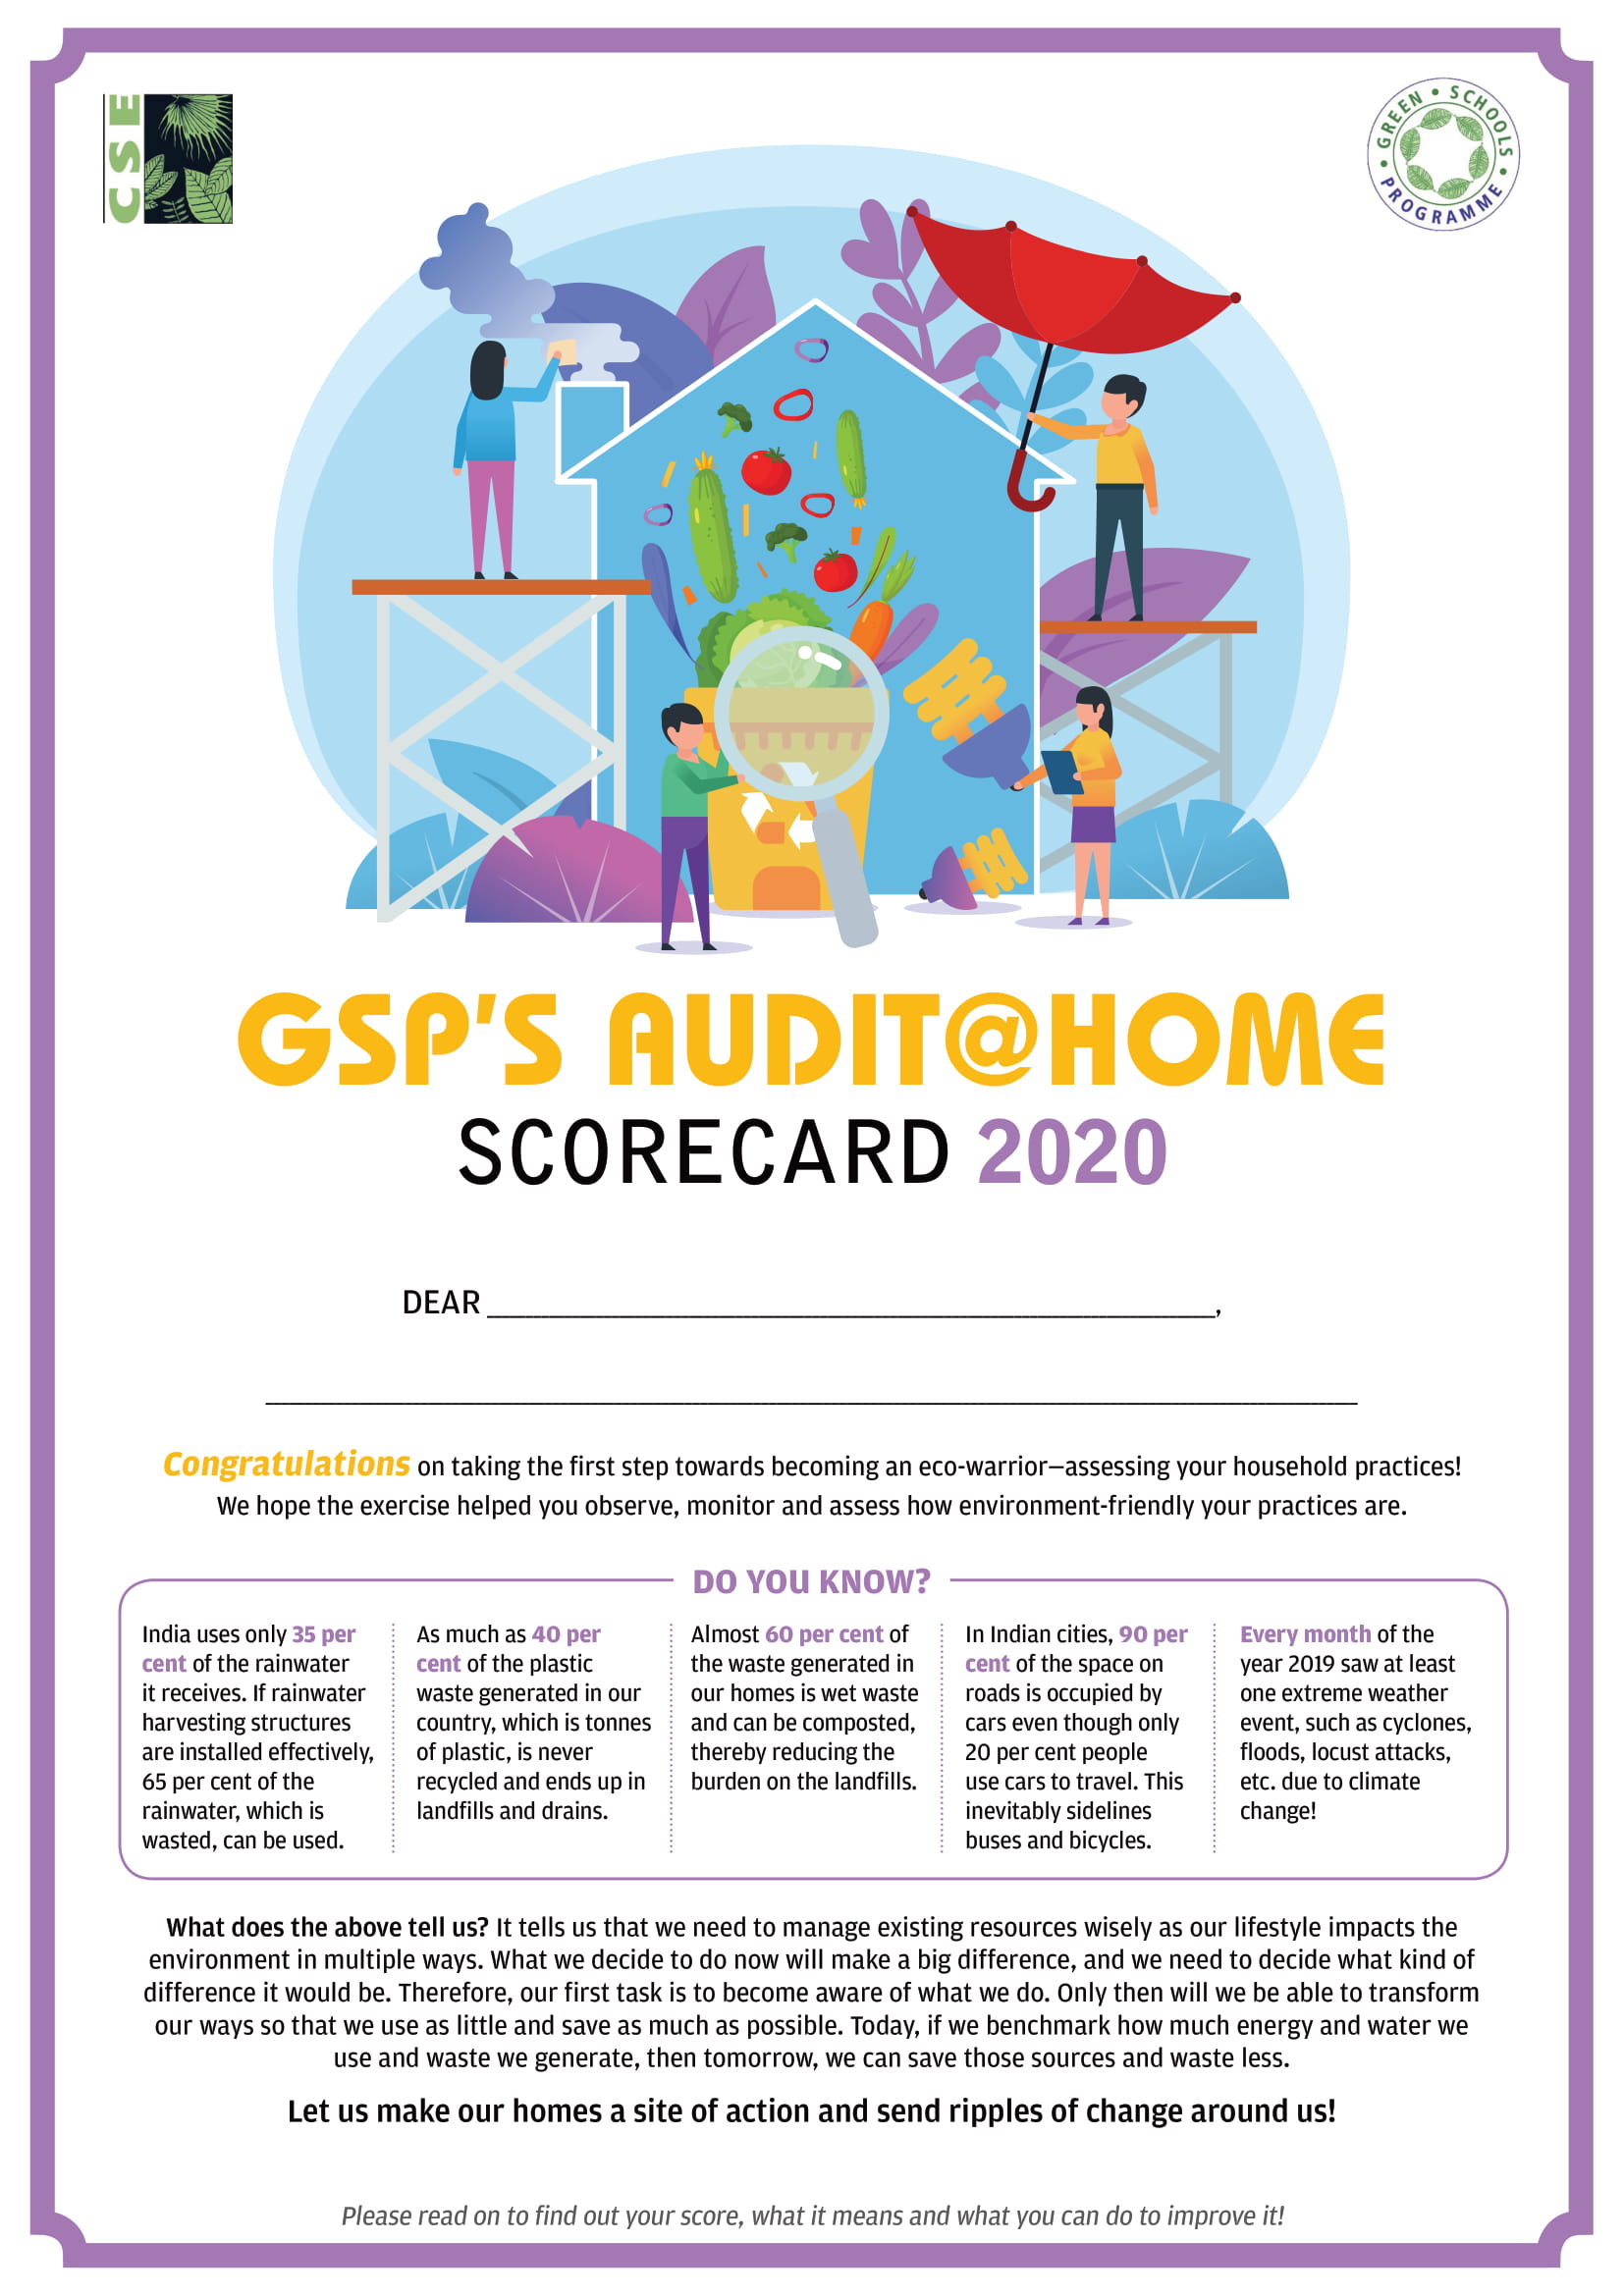 CSE
GREEN • SCHOOLS • PROGRAMME •
GSP'S AUDIT@HOME
SCORECARD 2020
DEAR ___________________________________________,
_________________________________________________________________
Congratulations on taking the first step towards becoming an eco-warrior—assessing your household practices!
We hope the exercise helped you observe, monitor and assess how environment-friendly your practices are.
DO YOU KNOW?
India uses only 35 per
cent of the rainwater
it receives. If rainwater
harvesting structures
are installed effectively,
65 per cent of the
rainwater, which is
wasted, can be used.
As much as 40 per
cent of the plastic
waste generated in our
country, which is tonnes
of plastic, is never
recycled and ends up in
landfills and drains.
Almost 60 per cent of
the waste generated in
our homes is wet waste
and can be composted,
thereby reducing the
burden on the landfills.
In Indian cities, 90 per
cent of the space on
roads is occupied by
cars even though only
20 per cent people
use cars to travel. This
inevitably sidelines
buses and bicycles.
Every month of the
year 2019 saw at least
one extreme weather
event, such as cyclones,
floods, locust attacks,
etc. due to climate
change!
What does the above tell us? It tells us that we need to manage existing resources wisely as our lifestyle impacts the
environment in multiple ways. What we decide to do now will make a big difference, and we need to decide what kind of
difference it would be. Therefore, our first task is to become aware of what we do. Only then will we be able to transform
our ways so that we use as little and save as much as possible. Today, if we benchmark how much energy and water we
use and waste we generate, then tomorrow, we can save those sources and waste less.
Let us make our homes a site of action and send ripples of change around us!
Please read on to find out your score, what it means and what you can do to improve it!